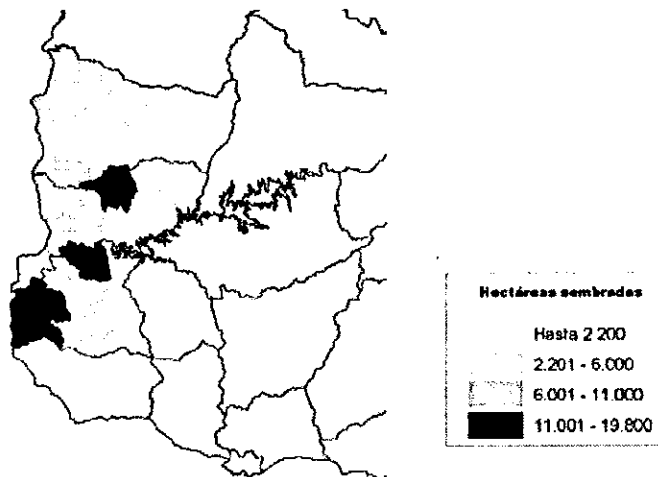 Hectáreas sembradas
Hasta 2 200
2.201 - 6.000
6.001 - 11.000
11.001 - 19.800